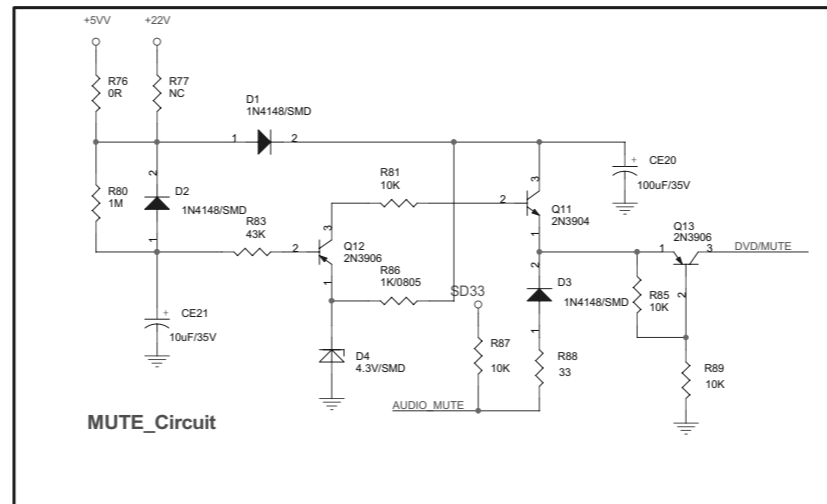 +5VV
+22V
R76
0R
R77
NC
D1
1N4148/SMD
1
2
R80
1M
2
D2
1N4148/SMD
1
R81
10K
3
2
Q11
2N3904
1
CE20
+
100uF/35V
R83
43K
3
2
Q12
2N3906
1
R86
1K/0805
SD33
2
D3
1N4148/SMD
1
Q13
2N3906
1
3
DVD/MUTE
2
R85
10K
CE21
+
10uF/35V
D4
4.3V/SMD
R87
10K
R88
33
R89
10K
AUDIO_MUTE
MUTE_Circuit